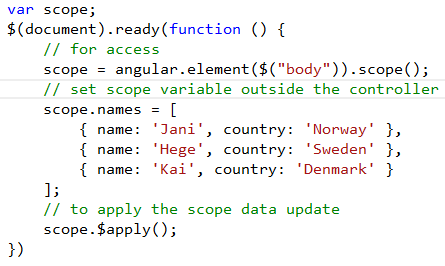 var scope;
$(document).ready(function () {
    // for access
    scope = angular.element($("body")).scope();
    // set scope variable outside the controller
    scope.names = [
        { name: 'Jani', country: 'Norway' },
        { name: 'Hege', country: 'Sweden' },
        { name: 'Kai', country: 'Denmark' }
    ];
    // to apply the scope data update
    scope.$apply();
})